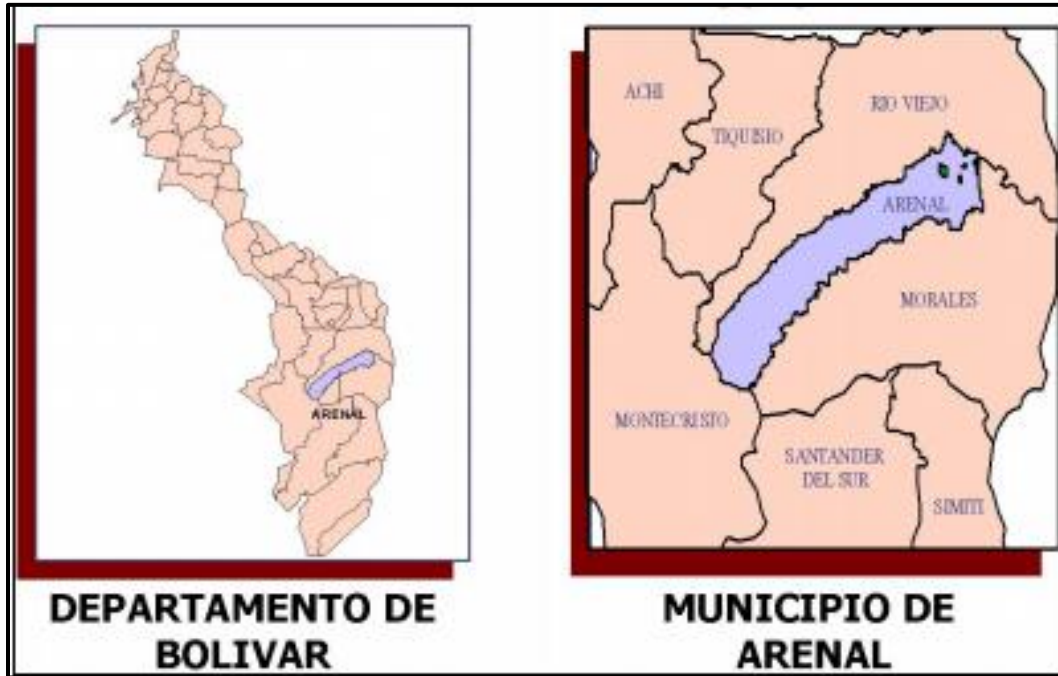 ARENAL
DEPARTAMENTO DE
BOLIVAR
ACHI
TIQUISIO
RIO VIEJO
ARENAL
MORALES
MONTECRISTO
SANTANDER
DEL SUR
SIMITI
MUNICIPIO DE
ARENAL